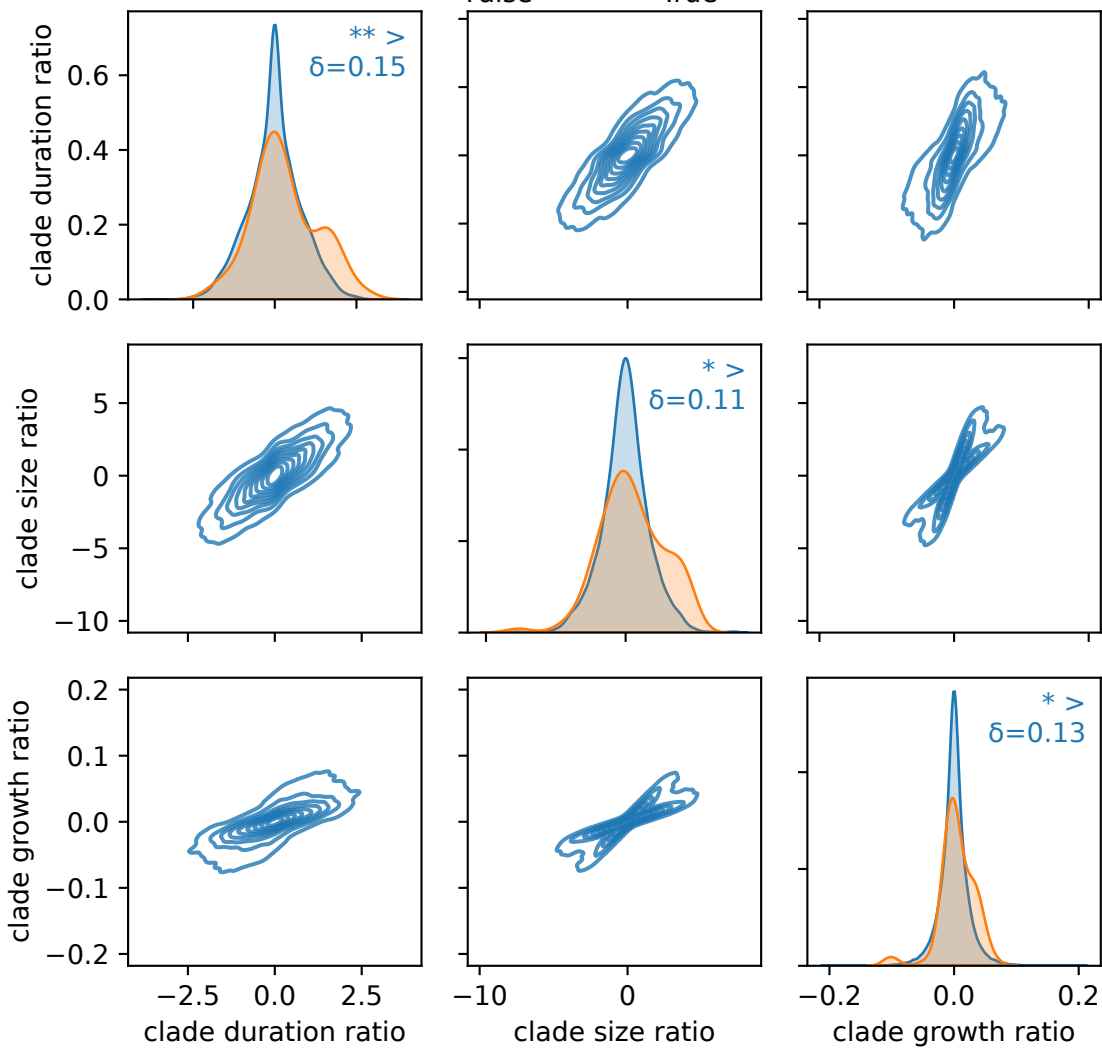 True
clade duration ratio
0.6
0.4
0.2
0.0
** >
δ=0.15
clade size ratio
5
0
−5
−10
* >
δ=0.11
clade growth ratio
0.2
0.1
0.0
−0.1
−0.2
* >
δ=0.13
−2.5
0.0
2.5
−10
0
−0.2
0.0
0.2
clade duration ratio
clade size ratio
clade growth ratio